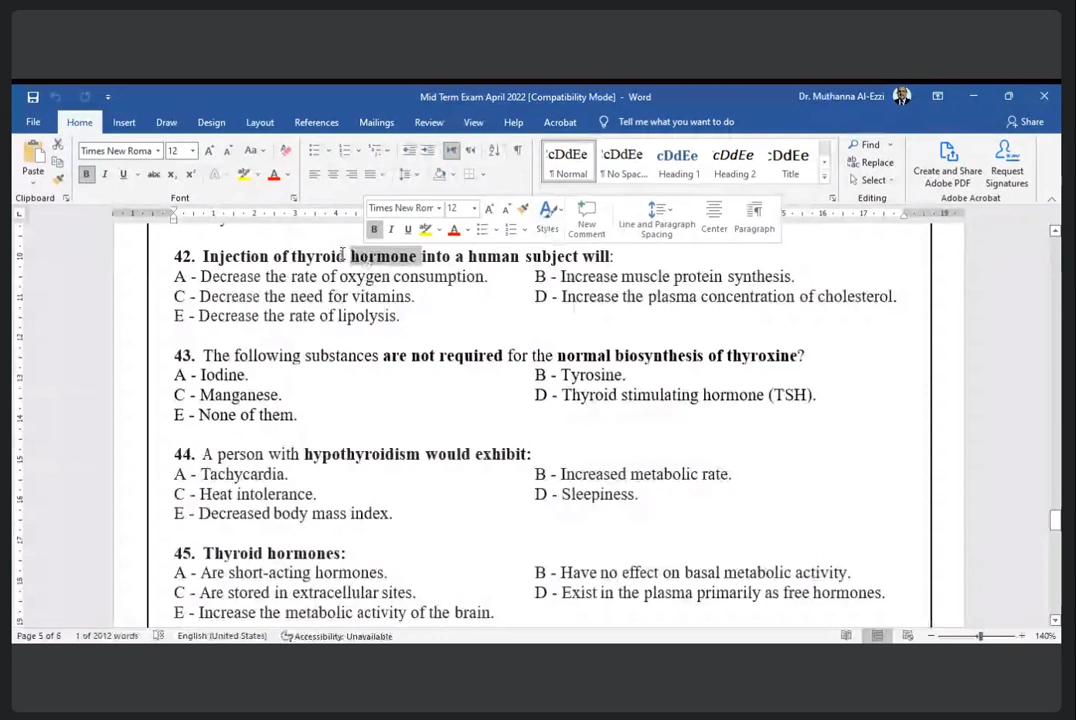 Mid Term Exam April 2022 [Compatibility Mode] - Word
Dr. Muthanna Al-Ezzi
File Home Insert Draw Design Layout References Mailings Review View Help Acrobat Tell me what you want to do Share
Paste
Times New Roma 12 Aa
cDdEe cDdEe cDdEe cDdEe cDdEe
¶ Normal ¶ No Spac... Heading 1 Heading 2 Title
Find
Replace
Select
Create and Share Adobe PDF
Request Signatures
Clipboard Font Editing Adobe Acrobat
Times New Rom 12 Styles New Comment Line and Paragraph Spacing Center Paragraph
42. Injection of thyroid hormone into a human subject will:
A - Decrease the rate of oxygen consumption. B - Increase muscle protein synthesis.
C - Decrease the need for vitamins. D - Increase the plasma concentration of cholesterol.
E - Decrease the rate of lipolysis.
43. The following substances are not required for the normal biosynthesis of thyroxine?
A - Iodine. B - Tyrosine.
C - Manganese. D - Thyroid stimulating hormone (TSH).
E - None of them.
44. A person with hypothyroidism would exhibit:
A - Tachycardia. B - Increased metabolic rate.
C - Heat intolerance. D - Sleepiness.
E - Decreased body mass index.
45. Thyroid hormones:
A - Are short-acting hormones. B - Have no effect on basal metabolic activity.
C - Are stored in extracellular sites. D - Exist in the plasma primarily as free hormones.
E - Increase the metabolic activity of the brain.
Page 5 of 6 1 of 2012 words English (United States) Accessibility: Unavailable 140%